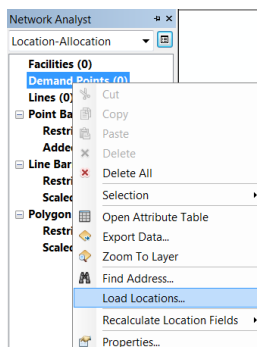 Network Analyst
Location-Allocation
Facilities (0)
Demand Points (0)
Lines (0)
Point Ba
Restri
Adde
Line Bar
Restri
Scale
Polygon
Restri
Scale
Cut
Copy
Paste
Delete
Delete All
Selection
Open Attribute Table
Export Data...
Zoom To Layer
Find Address...
Load Locations...
Recalculate Location Fields
Properties...